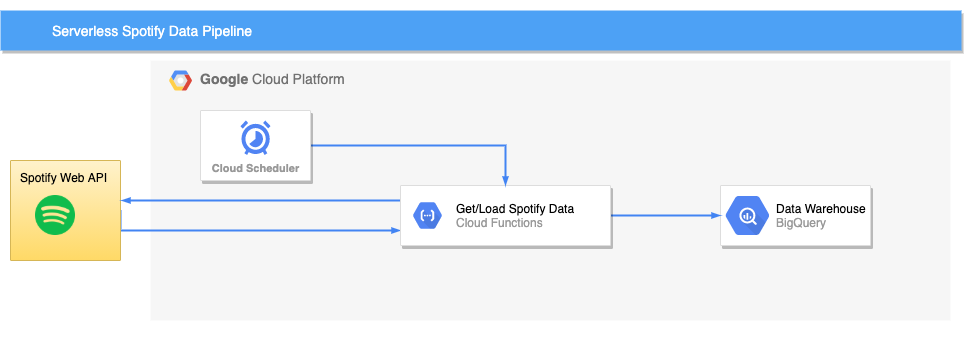 Serverless Spotify Data Pipeline
Google Cloud Platform
Cloud Scheduler
Spotify Web API
Get/Load Spotify Data
Cloud Functions
Data Warehouse
BigQuery